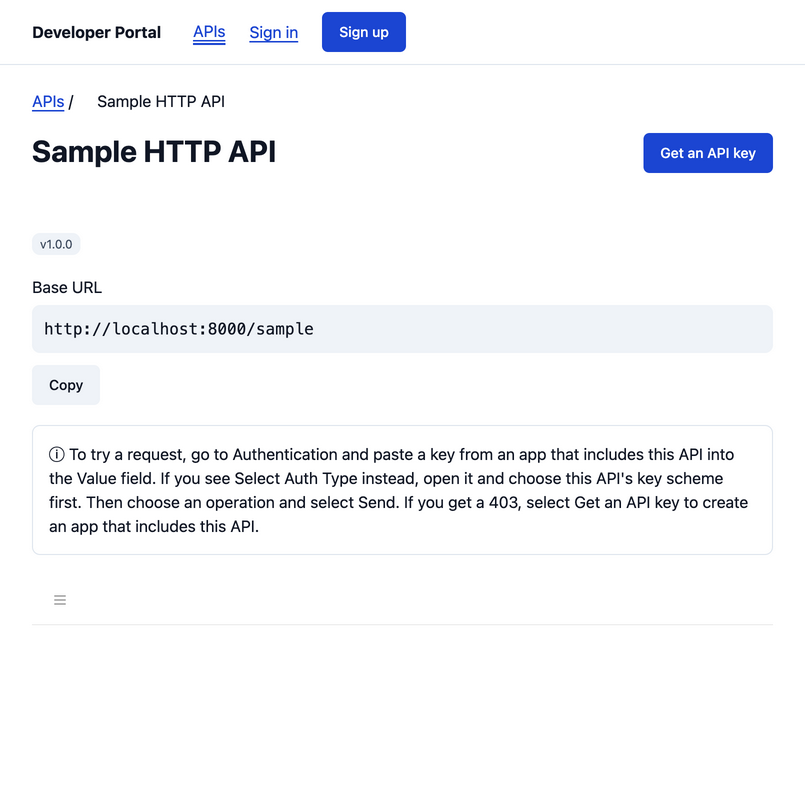 Developer Portal APIs Sign in Sign up
APIs / Sample HTTP API
Sample HTTP API
Get an API key
v1.0.0
Base URL
http://localhost:8000/sample
Copy
ⓘ To try a request, go to Authentication and paste a key from an app that includes this API into
the Value field. If you see Select Auth Type instead, open it and choose this API's key scheme
first. Then choose an operation and select Send. If you get a 403, select Get an API key to create
an app that includes this API.